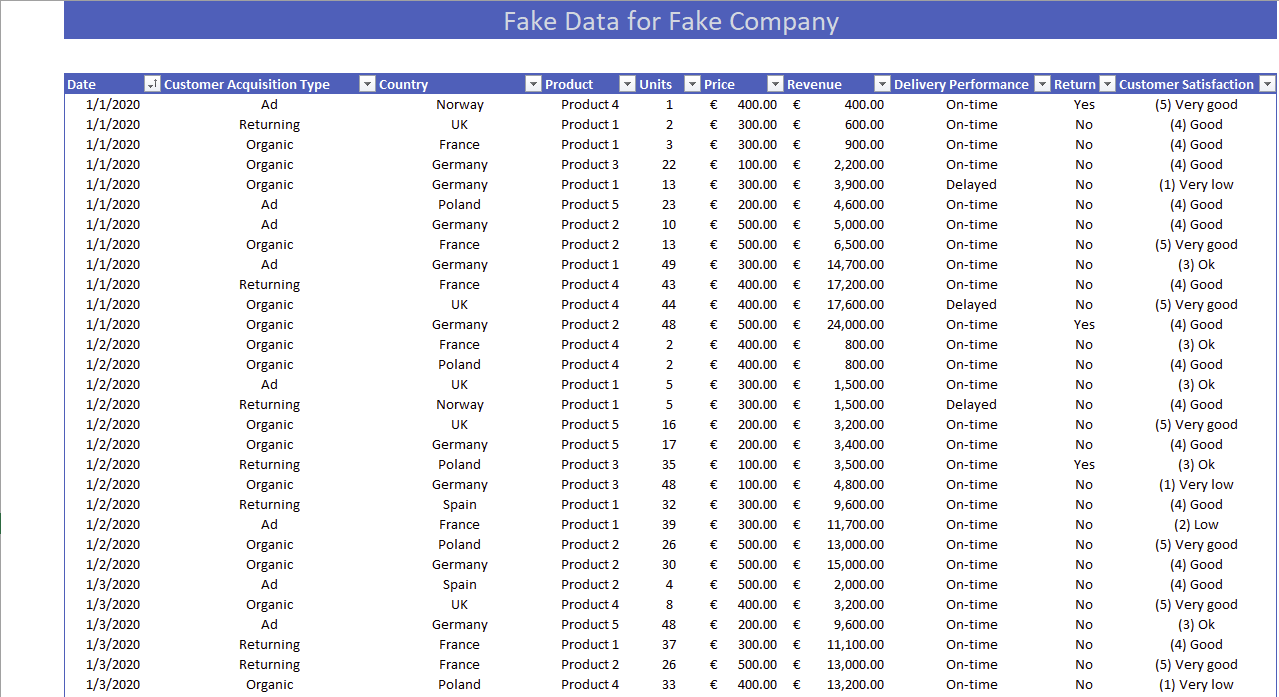 Fake Data for Fake Company
Date Customer Acquisition Type Country Product Units Price Revenue Delivery Performance Return Customer Satisfaction
1/1/2020 Ad Norway Product 4 1 € 400.00 € 400.00 On-time Yes (5) Very good
1/1/2020 Returning UK Product 1 2 € 300.00 € 600.00 On-time No (4) Good
1/1/2020 Organic France Product 1 3 € 300.00 € 900.00 On-time No (4) Good
1/1/2020 Organic Germany Product 3 22 € 100.00 € 2,200.00 On-time No (4) Good
1/1/2020 Organic Germany Product 1 13 € 300.00 € 3,900.00 Delayed No (1) Very low
1/1/2020 Ad Poland Product 5 23 € 200.00 € 4,600.00 On-time No (4) Good
1/1/2020 Ad Germany Product 2 10 € 500.00 € 5,000.00 On-time No (4) Good
1/1/2020 Organic France Product 2 13 € 500.00 € 6,500.00 On-time No (5) Very good
1/1/2020 Ad Germany Product 1 49 € 300.00 € 14,700.00 On-time No (3) Ok
1/1/2020 Returning France Product 4 43 € 400.00 € 17,200.00 On-time No (4) Good
1/1/2020 Organic UK Product 4 44 € 400.00 € 17,600.00 Delayed No (5) Very good
1/1/2020 Organic Germany Product 2 48 € 500.00 € 24,000.00 On-time Yes (4) Good
1/2/2020 Organic France Product 4 2 € 400.00 € 800.00 On-time No (3) Ok
1/2/2020 Organic Poland Product 4 2 € 400.00 € 800.00 On-time No (4) Good
1/2/2020 Ad UK Product 1 5 € 300.00 € 1,500.00 On-time No (3) Ok
1/2/2020 Returning Norway Product 1 5 € 300.00 € 1,500.00 Delayed No (4) Good
1/2/2020 Organic UK Product 5 16 € 200.00 € 3,200.00 On-time No (5) Very good
1/2/2020 Organic Germany Product 5 17 € 200.00 € 3,400.00 On-time No (4) Good
1/2/2020 Returning Poland Product 3 35 € 100.00 € 3,500.00 On-time Yes (3) Ok
1/2/2020 Organic Germany Product 3 48 € 100.00 € 4,800.00 On-time No (1) Very low
1/2/2020 Returning Spain Product 1 32 € 300.00 € 9,600.00 On-time No (4) Good
1/2/2020 Ad France Product 1 39 € 300.00 € 11,700.00 On-time No (2) Low
1/2/2020 Organic Poland Product 2 26 € 500.00 € 13,000.00 On-time No (5) Very good
1/2/2020 Organic Germany Product 2 30 € 500.00 € 15,000.00 On-time No (4) Good
1/3/2020 Ad Spain Product 2 4 € 500.00 € 2,000.00 On-time No (4) Good
1/3/2020 Organic UK Product 4 8 € 400.00 € 3,200.00 On-time No (5) Very good
1/3/2020 Ad Germany Product 5 48 € 200.00 € 9,600.00 On-time No (3) Ok
1/3/2020 Returning France Product 1 37 € 300.00 € 11,100.00 On-time No (4) Good
1/3/2020 Returning France Product 2 26 € 500.00 € 13,000.00 On-time No (5) Very good
1/3/2020 Organic Poland Product 4 33 € 400.00 € 13,200.00 On-time No (1) Very low